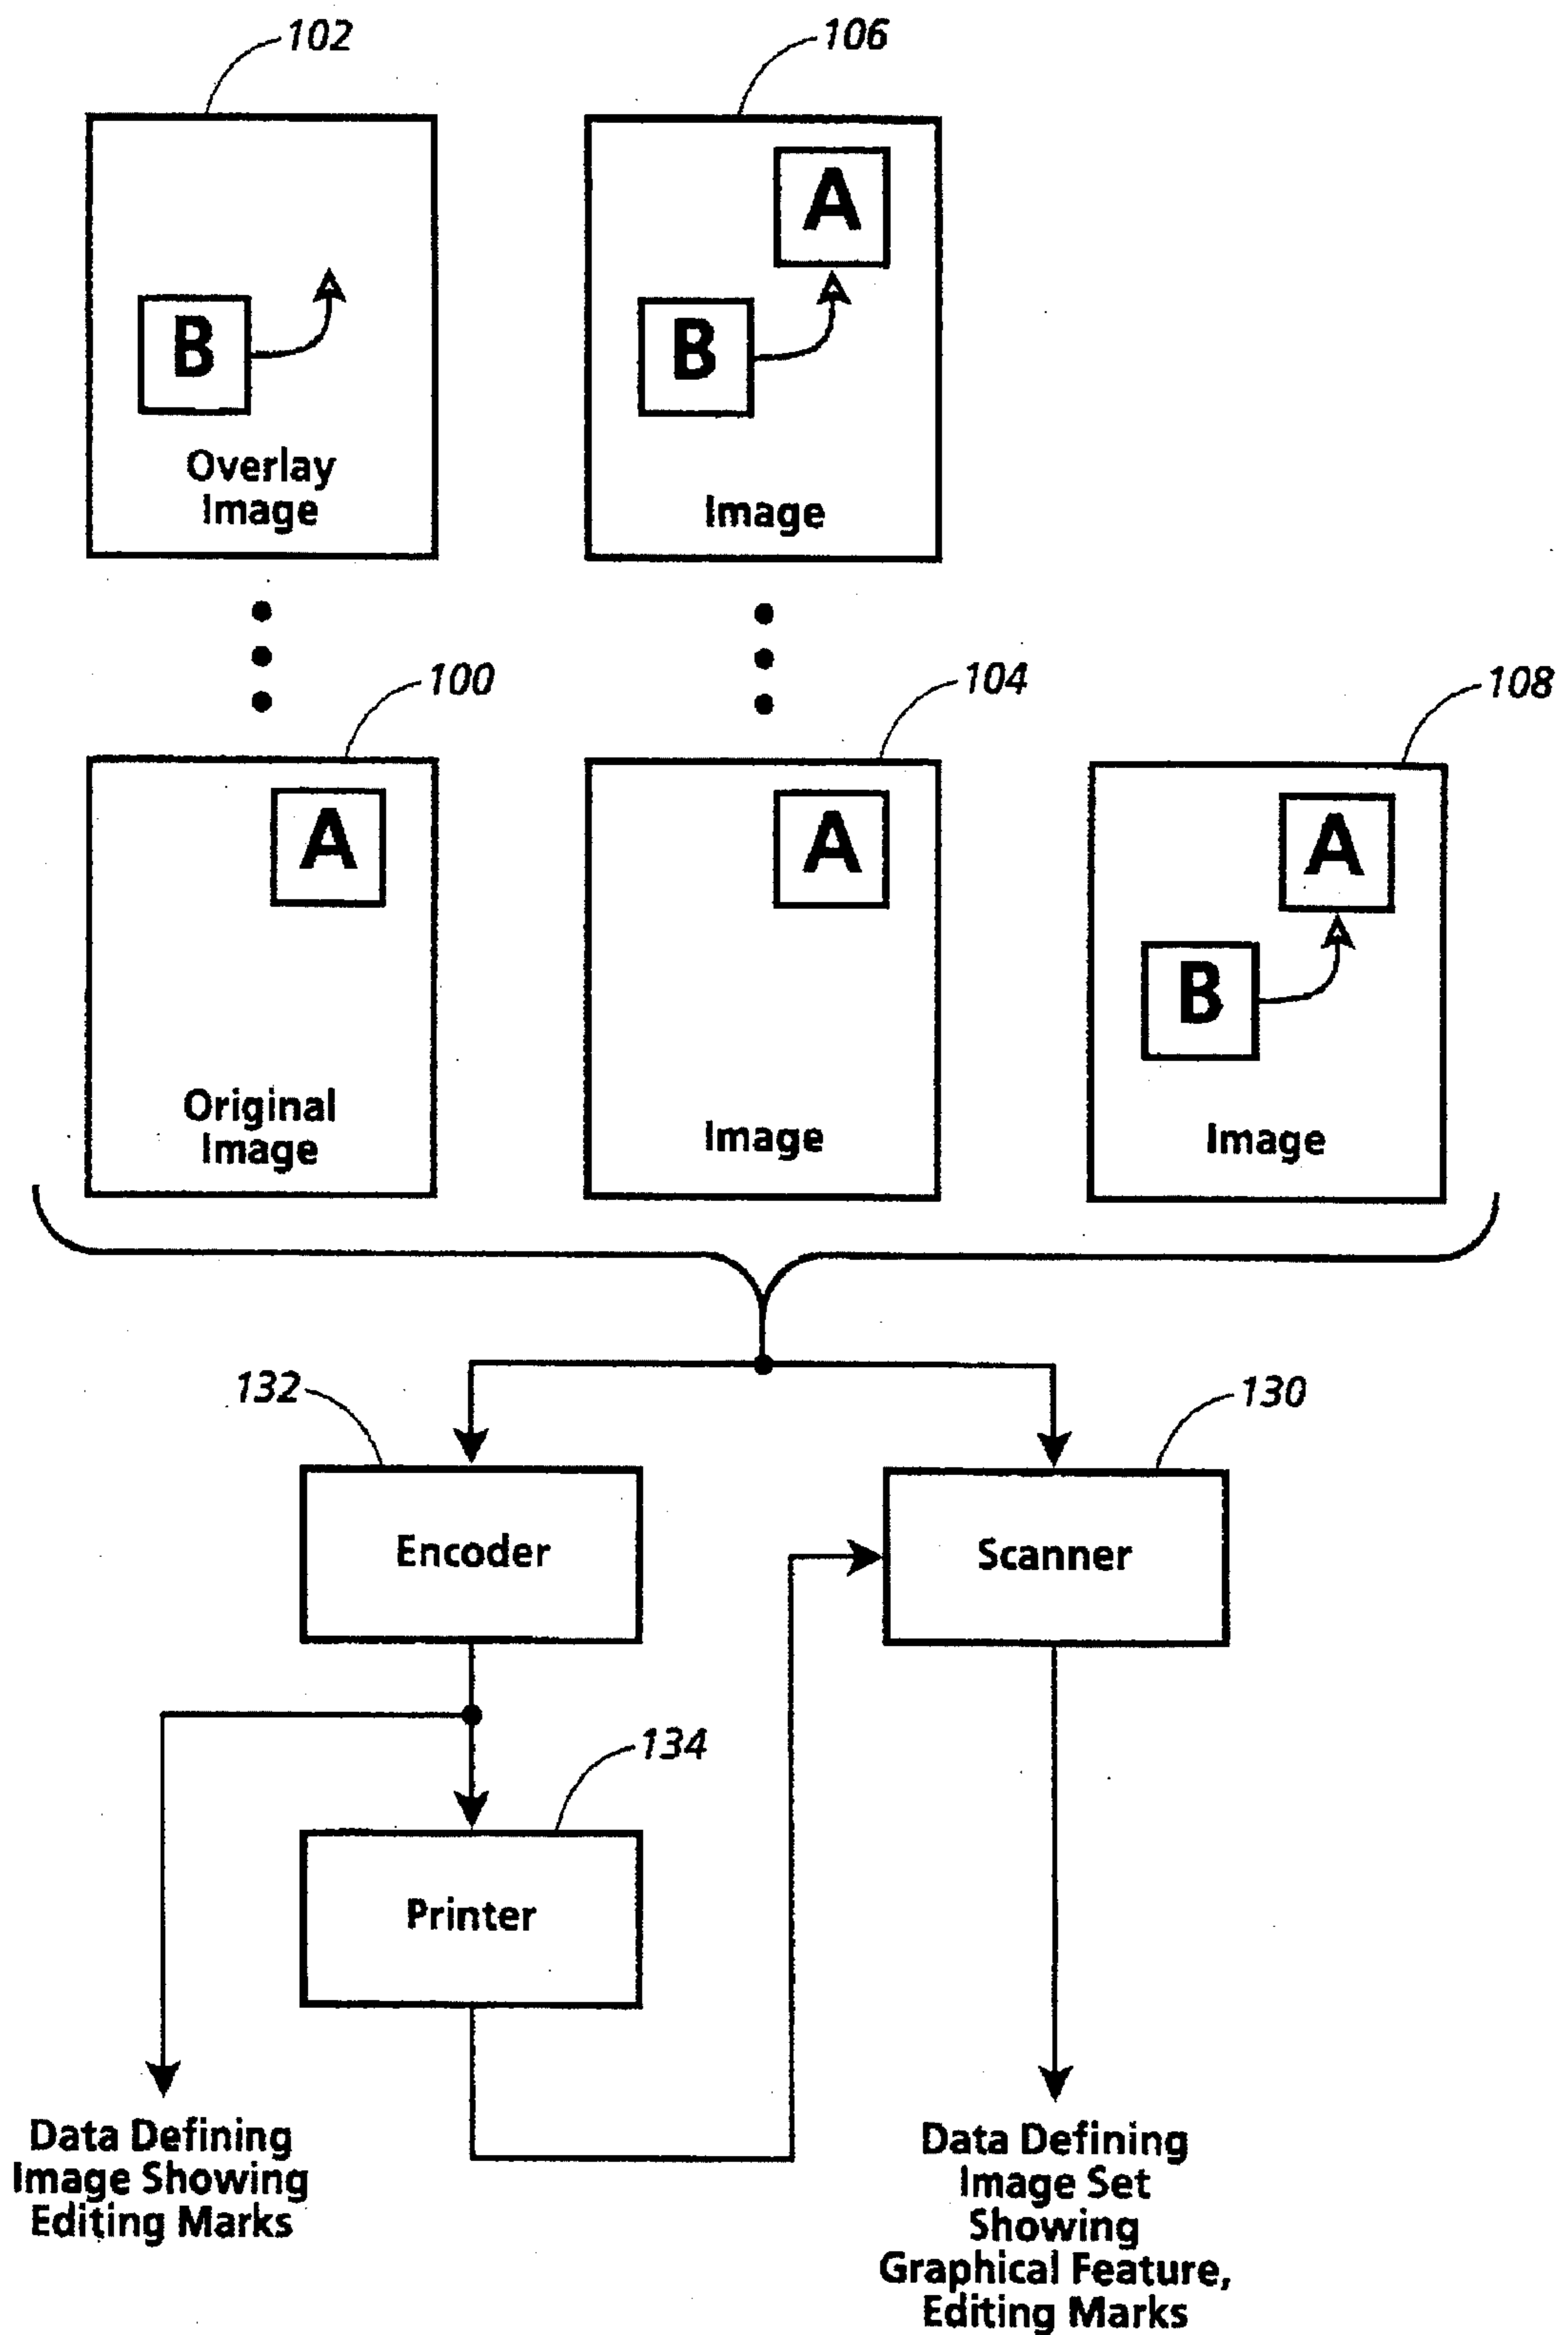 102
106
A
B
Overlay
Image
A
B
Image
100
104
108
A
Original
Image
A
Image
A
B
Image
132
130
Encoder
Scanner
134
Printer
Data Defining
Image Showing
Editing Marks
Data Defining
Image Set
Showing
Graphical Feature,
Editing Marks